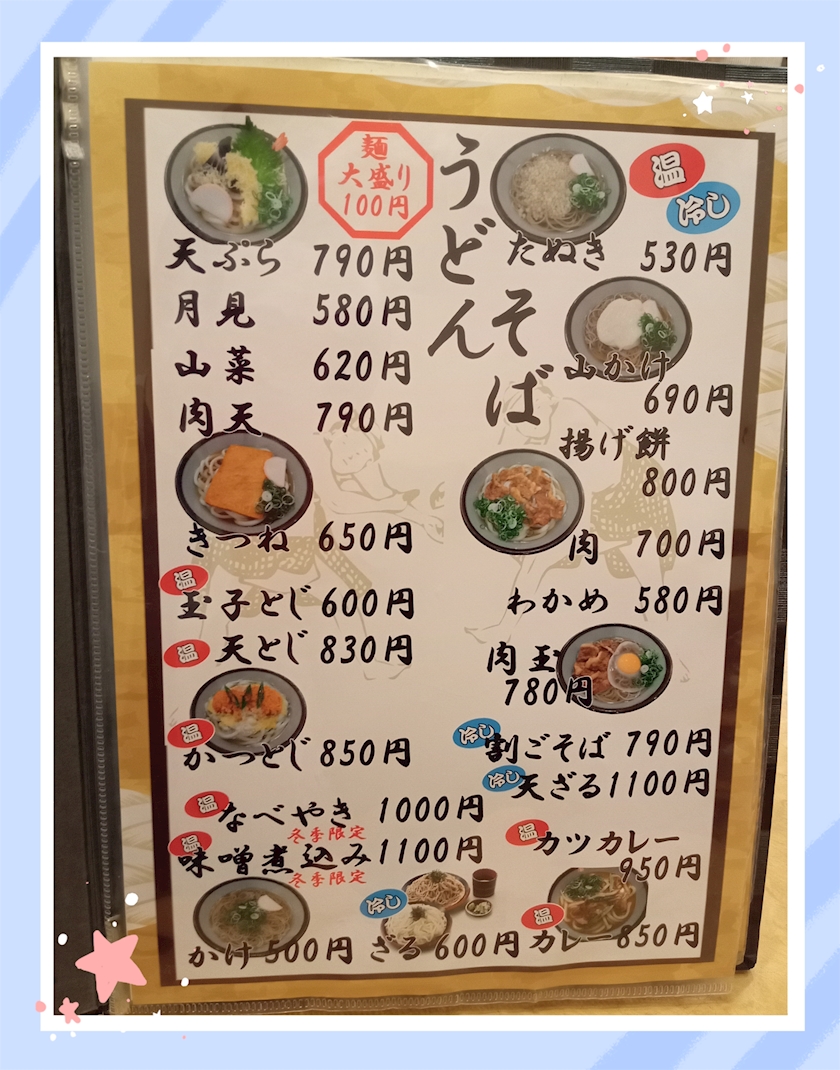 うどん
そば
麺
大盛り
100円
温
冷し
天ぷら 790円
月見 580円
山菜 620円
肉天 790円
きつね 650円
温
玉子とじ 600円
温 天とじ 830円
温
かつとじ 850円
温 なべやき 1000円
冬季限定
温
味噌煮込み 1100円
冬季限定
かけ 500円
冷し
ざる 600円
たぬき 530円
山かけ
690円
揚げ餅
800円
肉 700円
わかめ 580円
肉玉
780円
冷し
割ごそば 790円
冷し 天ざる 1100円
温 カツカレー
950円
温
カレー 850円